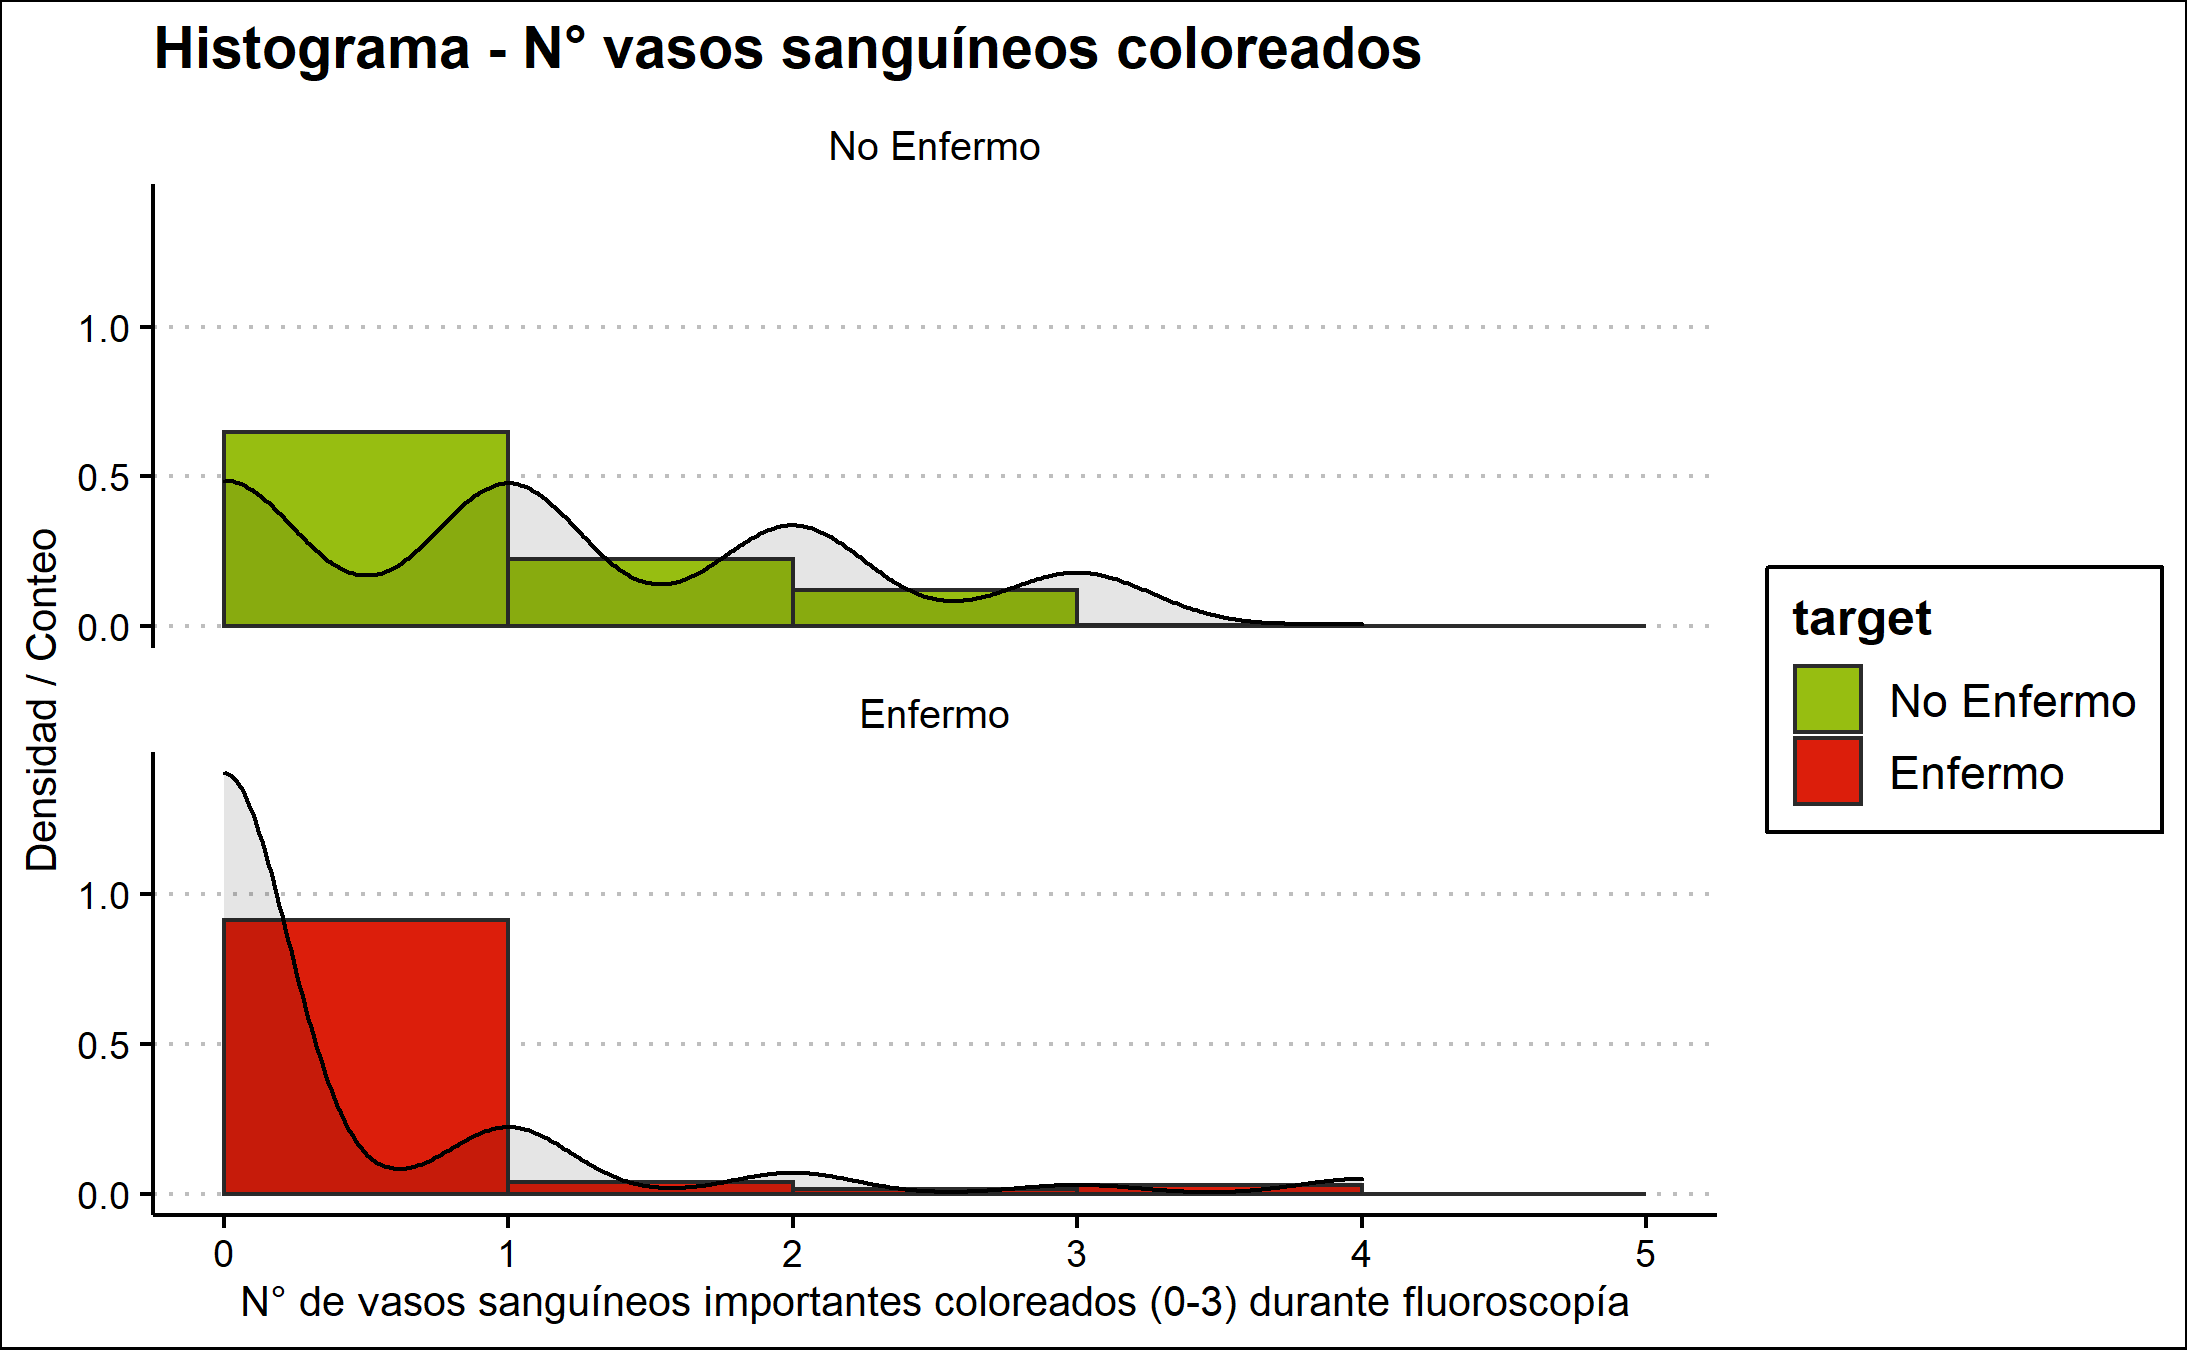 Histograma - N° vasos sanguíneos coloreados
No Enfermo
1.0
0.5
0.0
Densidad / Conteo
Enfermo
1.0
0.5
0.0
0 1 2 3 4 5
N° de vasos sanguíneos importantes coloreados (0-3) durante fluoroscopía
target
No Enfermo
Enfermo